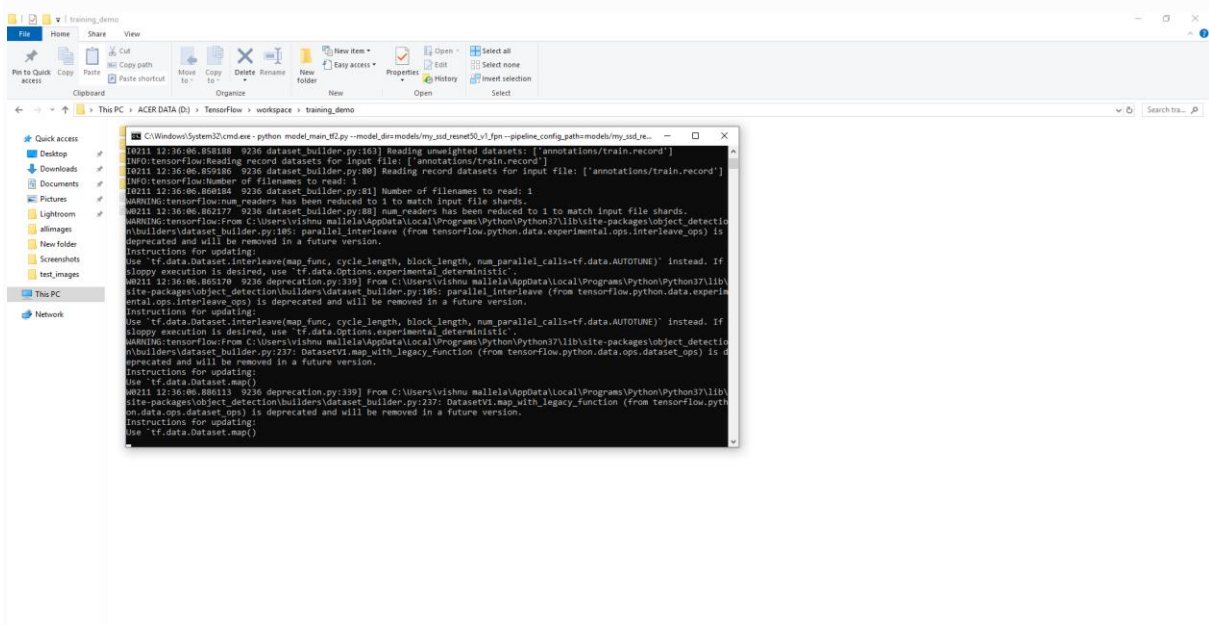 training_demo
File Home Share View
Pin to Quick access
Copy
Paste
Cut
Copy path
Paste shortcut
Clipboard
Move to
Copy to
Delete
Rename
Organize
New folder
New item
Easy access
New
Properties
Open
Edit
History
Open
Select all
Select none
Invert selection
Select
This PC › ACER DATA (D:) › TensorFlow › workspace › training_demo
Search tra...
Quick access
Desktop
Downloads
Documents
Pictures
Lightroom
allimages
New folder
Screenshots
test_images
This PC
Network
C:\Windows\System32\cmd.exe - python model_main_tf2.py --model_dir=models/my_ssd_resnet50_v1_fpn --pipeline_config_path=models/my_ssd_re...
I0211 12:36:06.858188 9236 dataset_builder.py:163] Reading unweighted datasets: ['annotations/train.record']
INFO:tensorflow:Reading record datasets for input file: ['annotations/train.record']
I0211 12:36:06.859186 9236 dataset_builder.py:80] Reading record datasets for input file: ['annotations/train.record']
INFO:tensorflow:Number of filenames to read: 1
I0211 12:36:06.860184 9236 dataset_builder.py:81] Number of filenames to read: 1
WARNING:tensorflow:num_readers has been reduced to 1 to match input file shards.
W0211 12:36:06.862177 9236 dataset_builder.py:88] num_readers has been reduced to 1 to match input file shards.
WARNING:tensorflow:From C:\Users\vishnu mallela\AppData\Local\Programs\Python\Python37\lib\site-packages\object_detectio
n\builders\dataset_builder.py:105: parallel_interleave (from tensorflow.python.data.experimental.ops.interleave_ops) is
deprecated and will be removed in a future version.
Instructions for updating:
Use `tf.data.Dataset.interleave(map_func, cycle_length, block_length, num_parallel_calls=tf.data.AUTOTUNE)` instead. If
sloppy execution is desired, use `tf.data.Options.experimental_deterministic`.
W0211 12:36:06.865170 9236 deprecation.py:339] From C:\Users\vishnu mallela\AppData\Local\Programs\Python\Python37\lib\
site-packages\object_detection\builders\dataset_builder.py:105: parallel_interleave (from tensorflow.python.data.experim
ental.ops.interleave_ops) is deprecated and will be removed in a future version.
Instructions for updating:
Use `tf.data.Dataset.interleave(map_func, cycle_length, block_length, num_parallel_calls=tf.data.AUTOTUNE)` instead. If
sloppy execution is desired, use `tf.data.Options.experimental_deterministic`.
WARNING:tensorflow:From C:\Users\vishnu mallela\AppData\Local\Programs\Python\Python37\lib\site-packages\object_detectio
n\builders\dataset_builder.py:237: DatasetV1.map_with_legacy_function (from tensorflow.python.data.ops.dataset_ops) is d
eprecated and will be removed in a future version.
Instructions for updating:
Use `tf.data.Dataset.map()
W0211 12:36:06.886113 9236 deprecation.py:339] From C:\Users\vishnu mallela\AppData\Local\Programs\Python\Python37\lib\
site-packages\object_detection\builders\dataset_builder.py:237: DatasetV1.map_with_legacy_function (from tensorflow.pyth
on.data.ops.dataset_ops) is deprecated and will be removed in a future version.
Instructions for updating:
Use `tf.data.Dataset.map()